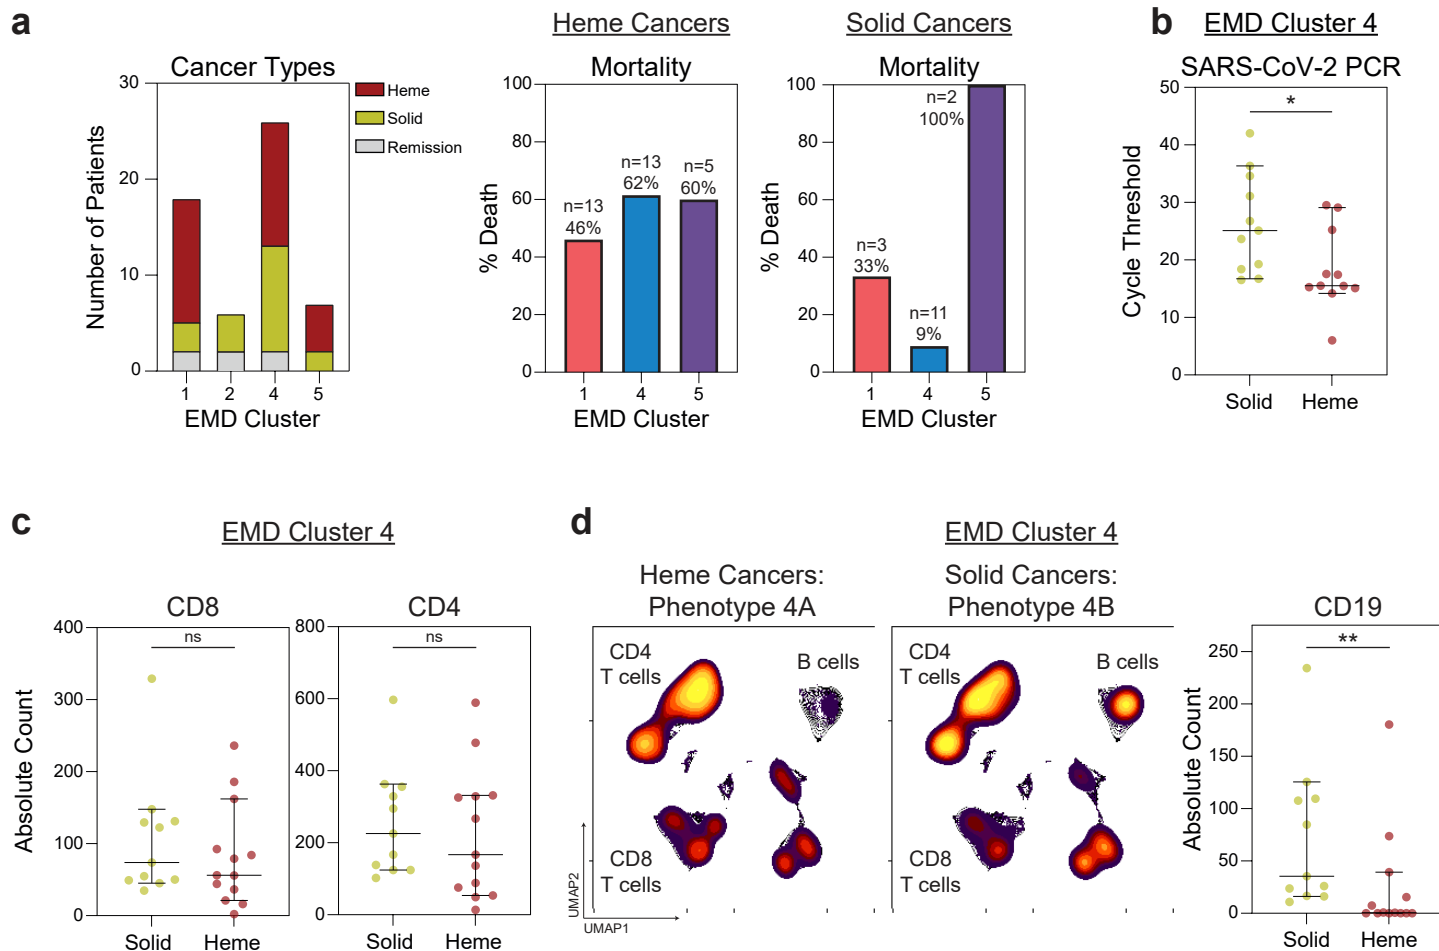 a
Heme Cancers
Solid Cancers
b
EMD Cluster 4
Cancer Types
Heme
Solid
Remission
Number of Patients
30
20
10
0
1 2 4 5
EMD Cluster
Mortality
% Death
100
80
60
40
20
0
n=13
46%
n=13
62%
n=5
60%
1 4 5
EMD Cluster
Mortality
% Death
100
80
60
40
20
0
n=3
33%
n=11
9%
n=2
100%
1 4 5
EMD Cluster
SARS-CoV-2 PCR
Cycle Threshold
50
40
30
20
10
0
*
Solid Heme
c
EMD Cluster 4
CD8
Absolute Count
400
300
200
100
0
ns
Solid Heme
CD4
800
600
400
200
0
ns
Solid Heme
d
EMD Cluster 4
Heme Cancers:
Phenotype 4A
CD4
T cells
B cells
CD8
T cells
UMAP2
UMAP1
Solid Cancers:
Phenotype 4B
CD4
T cells
B cells
CD8
T cells
CD19
Absolute Count
250
200
150
100
50
0
**
Solid Heme